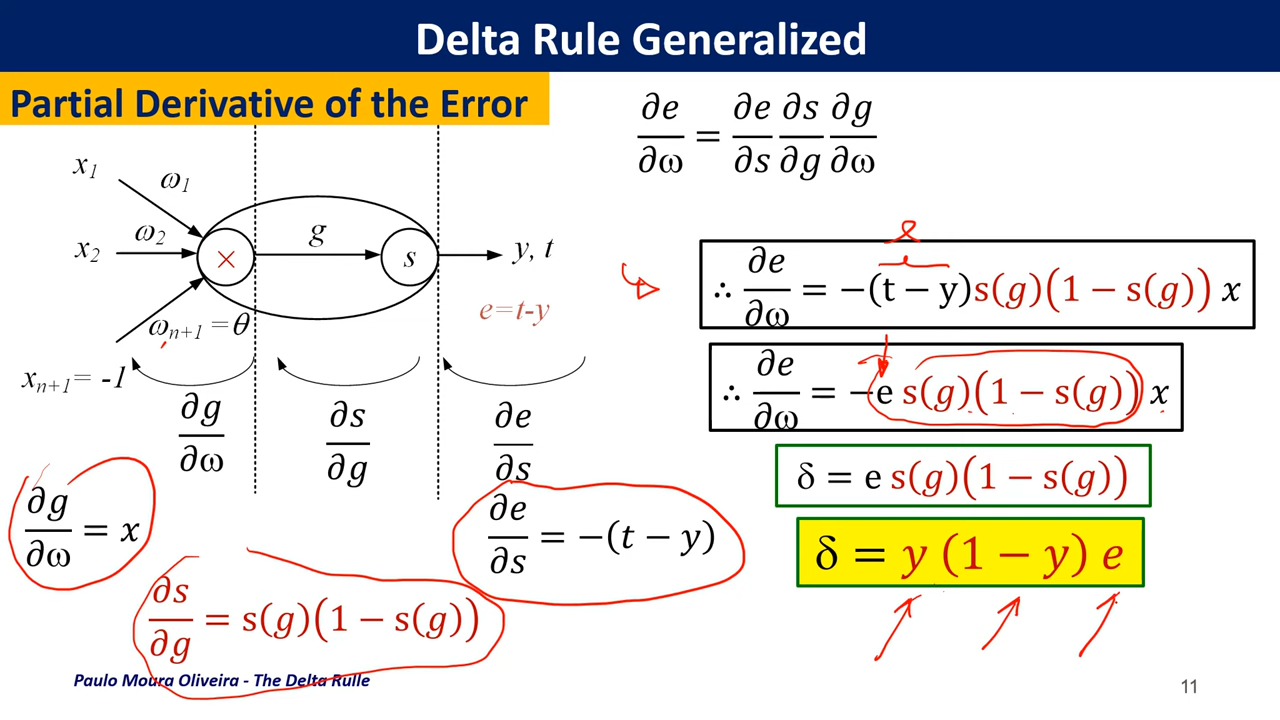 Delta Rule Generalized
Partial Derivative of the Error
∂e/∂ω = ∂e/∂s ∂s/∂g ∂g/∂ω
x1
ω1
x2
ω2
×
g
s
y, t
e=t-y
ωn+1 =θ
xn+1= -1
∂g/∂ω
∂s/∂g
∂e/∂s
e
∴ ∂e/∂ω = −(t − y)s(g)(1 − s(g)) x
∴ ∂e/∂ω = −e s(g)(1 − s(g)) x
δ = e s(g)(1 − s(g))
δ = y (1 − y) e
∂g/∂ω = x
∂e/∂s = −(t − y)
∂s/∂g = s(g)(1 − s(g))
Paulo Moura Oliveira - The Delta Rulle
11